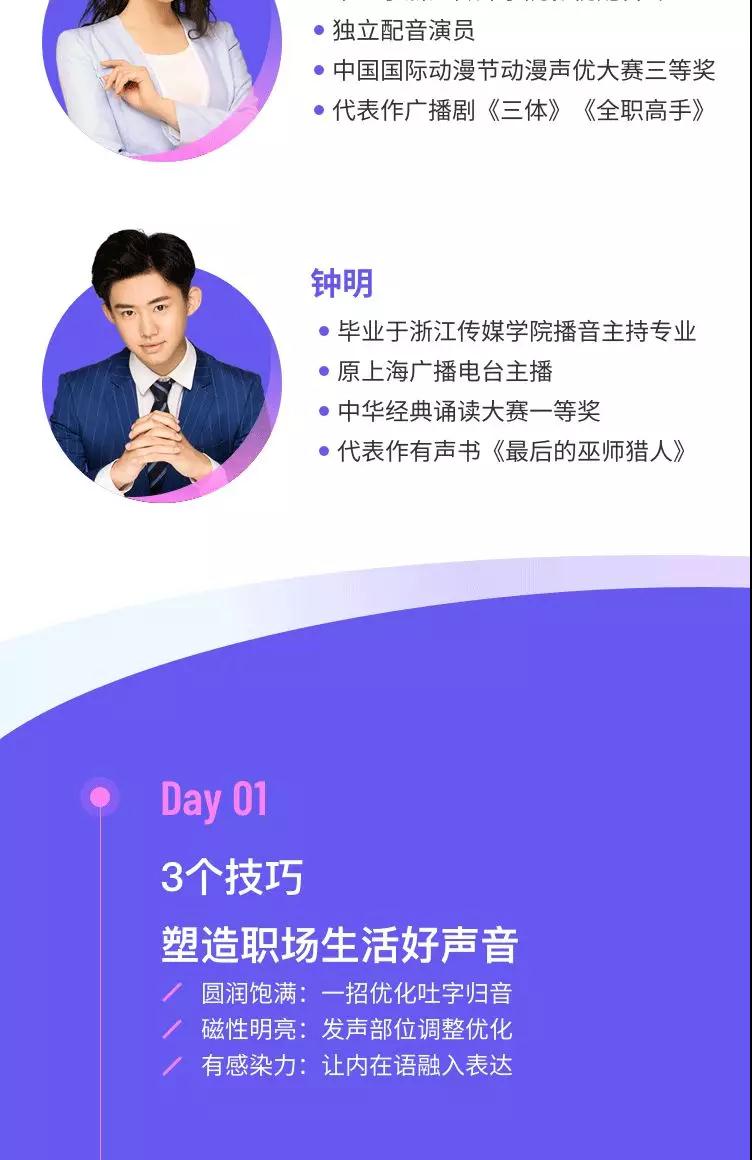 独立配音演员
中国国际动漫节动漫声优大赛三等奖
代表作广播剧《三体》《全职高手》
钟明
毕业于浙江传媒学院播音主持专业
原上海广播电台主播
中华经典诵读大赛一等奖
代表作有声书《最后的巫师猎人》
Day 01
3个技巧
塑造职场生活好声音
圆润饱满：一招优化吐字归音
磁性明亮：发声部位调整优化
有感染力：让内在语融入表达